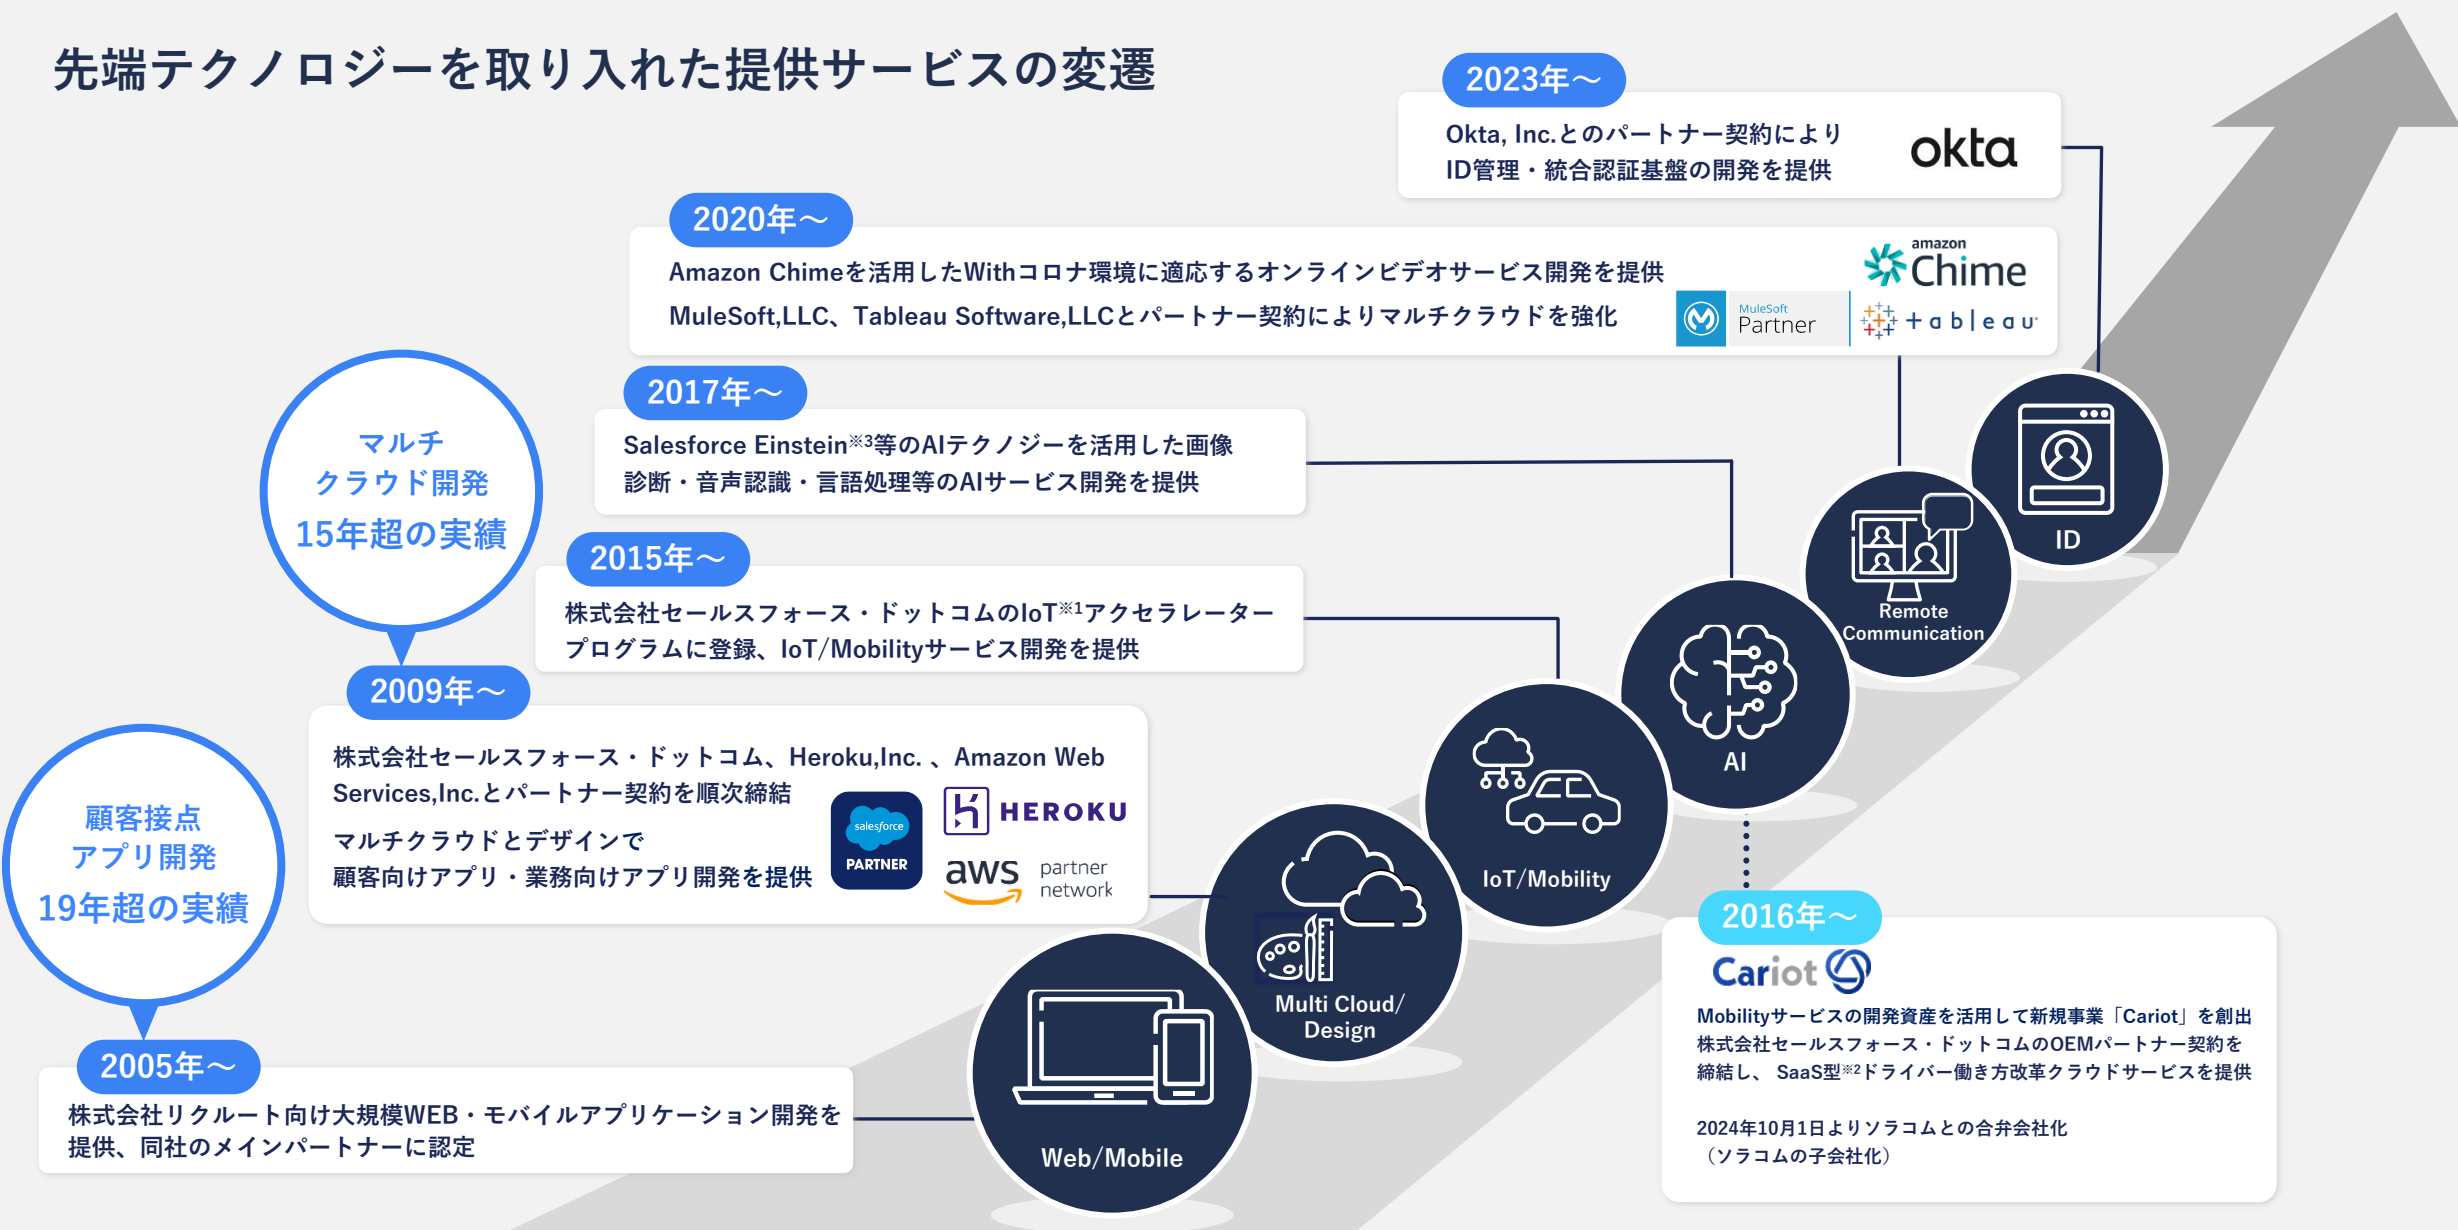 先端テクノロジーを取り入れた提供サービスの変遷
2023年〜
Okta, Inc.とのパートナー契約により
ID管理・統合認証基盤の開発を提供
okta
2020年〜
Amazon Chimeを活用したWithコロナ環境に適応するオンラインビデオサービス開発を提供
MuleSoft,LLC、Tableau Software,LLCとパートナー契約によりマルチクラウドを強化
amazon
Chime
MuleSoft
Partner
+ableau
2017年〜
Salesforce Einstein※3等のAIテクノジーを活用した画像
診断・音声認識・言語処理等のAIサービス開発を提供
マルチ
クラウド開発
15年超の実績
2015年〜
株式会社セールスフォース・ドットコムのIoT※1アクセラレーター
プログラムに登録、IoT/Mobilityサービス開発を提供
2009年〜
株式会社セールスフォース・ドットコム、Heroku,Inc. 、Amazon Web
Services,Inc.とパートナー契約を順次締結
マルチクラウドとデザインで
顧客向けアプリ・業務向けアプリ開発を提供
salesforce
PARTNER
HEROKU
aws
partner
network
顧客接点
アプリ開発
19年超の実績
2005年〜
株式会社リクルート向け大規模WEB・モバイルアプリケーション開発を
提供、同社のメインパートナーに認定
Web/Mobile
Multi Cloud/
Design
IoT/Mobility
AI
Remote
Communication
ID
2016年〜
Cariot
Mobilityサービスの開発資産を活用して新規事業「Cariot」を創出
株式会社セールスフォース・ドットコムのOEMパートナー契約を
締結し、 SaaS型※2ドライバー働き方改革クラウドサービスを提供
2024年10月1日よりソラコムとの合弁会社化
（ソラコムの子会社化）